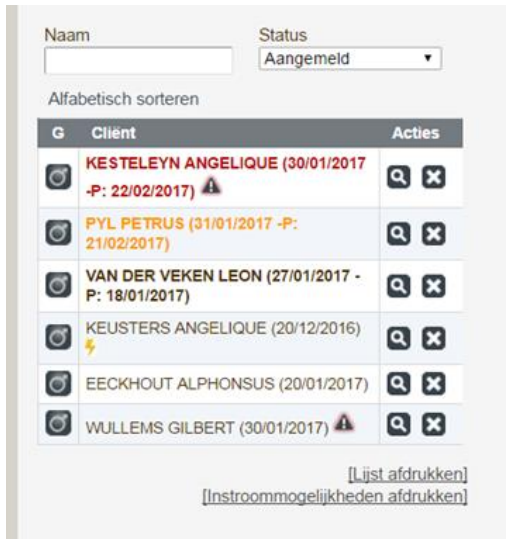 Naam Status
Aangemeld
Alfabetisch sorteren
G Cliënt Acties
KESTELEYN ANGELIQUE (30/01/2017
-P: 22/02/2017)
PYL PETRUS (31/01/2017 -P:
21/02/2017)
VAN DER VEKEN LEON (27/01/2017 -
P: 18/01/2017)
KEUSTERS ANGELIQUE (20/12/2016)
EECKHOUT ALPHONSUS (20/01/2017)
WULLEMS GILBERT (30/01/2017)
[Lijst afdrukken]
[Instroommogelijkheden afdrukken]